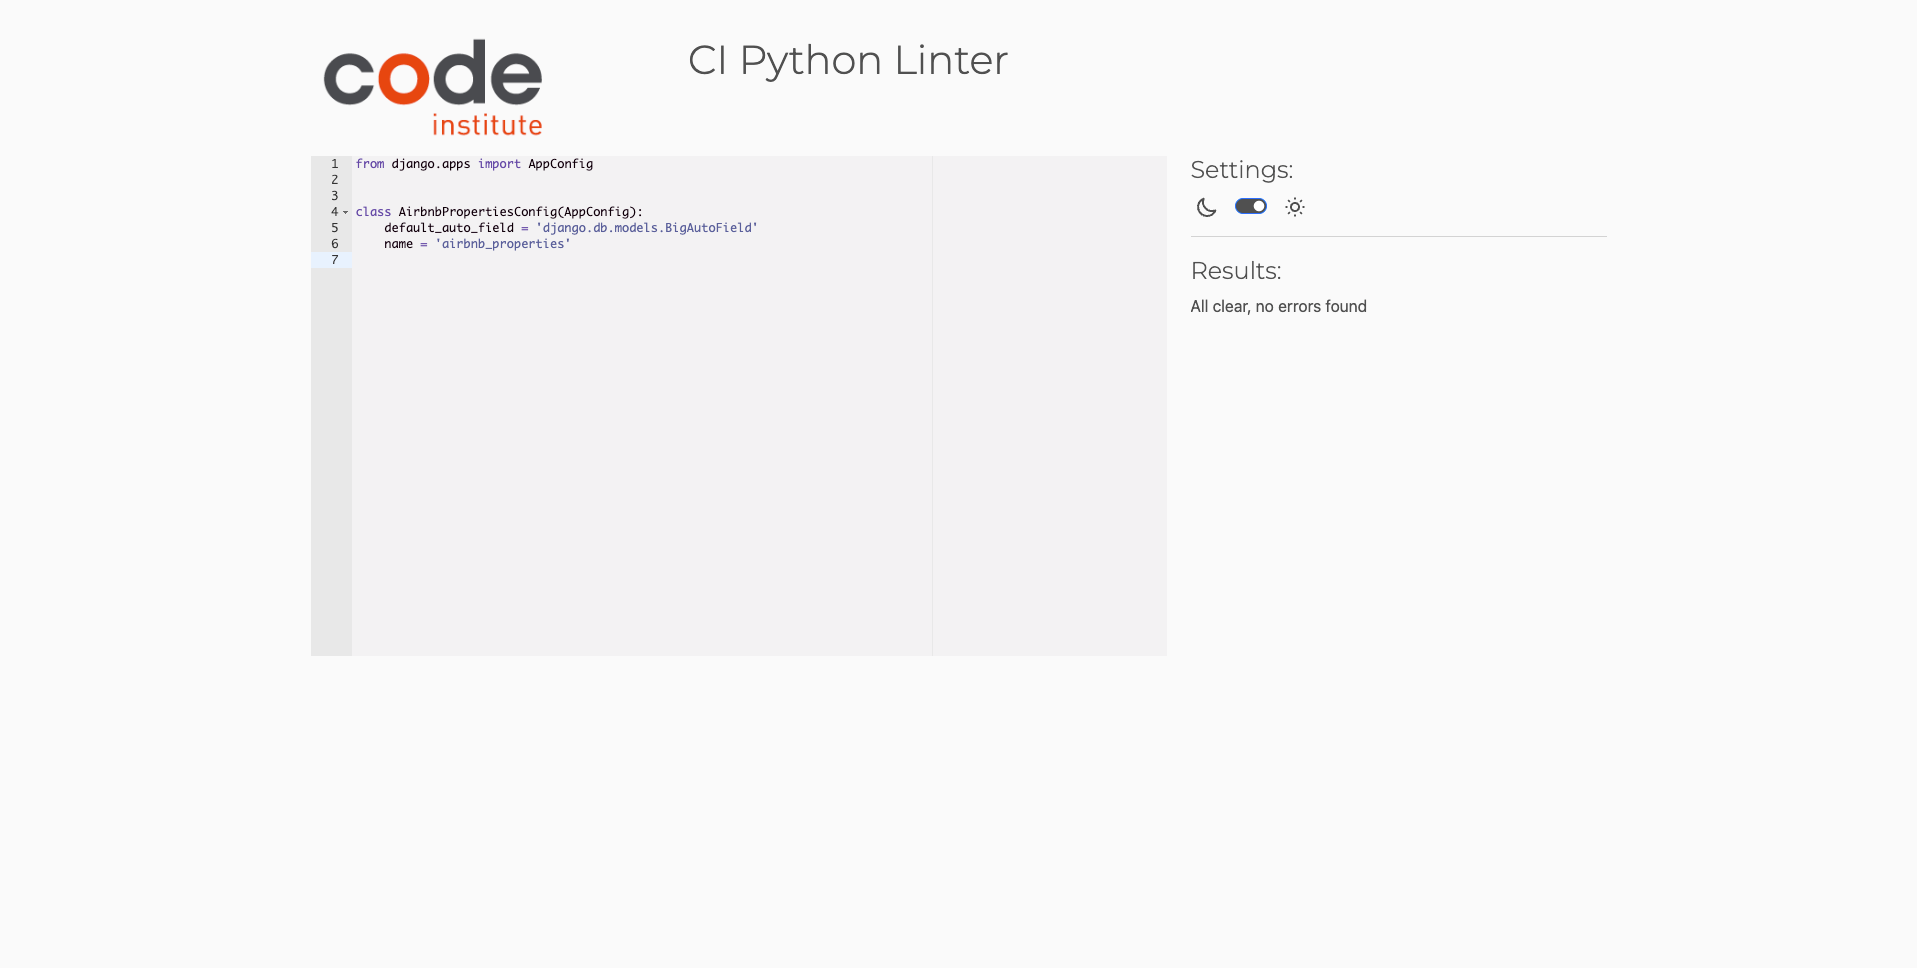 code
institute
CI Python Linter
1 from django.apps import AppConfig
2
3
4 class AirbnbPropertiesConfig(AppConfig):
5     default_auto_field = 'django.db.models.BigAutoField'
6     name = 'airbnb_properties'
7
Settings:
Results:
All clear, no errors found